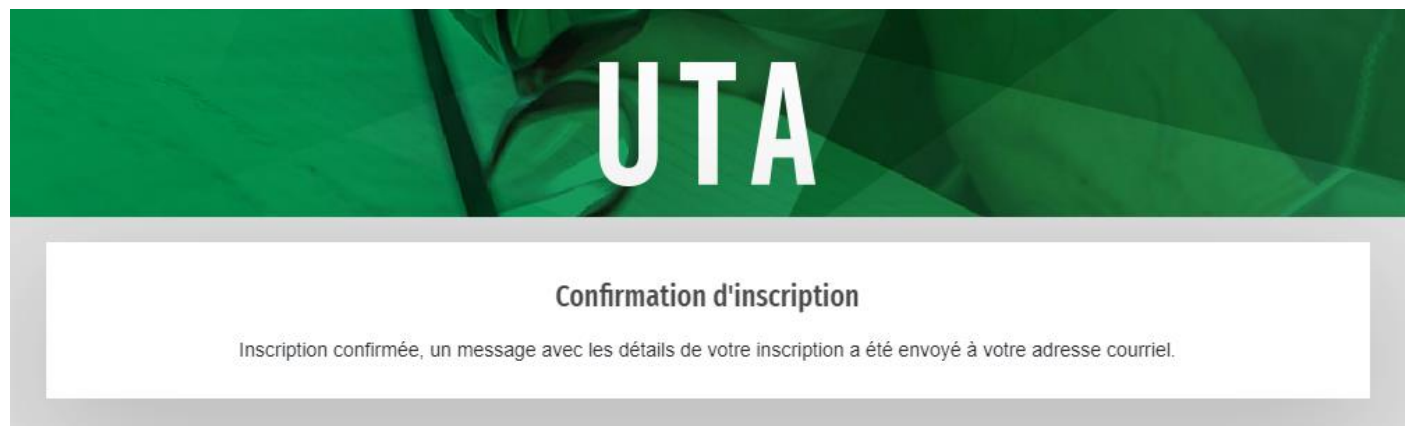 UTA
Confirmation d'inscription
Inscription confirmée, un message avec les détails de votre inscription a été envoyé à votre adresse courriel.